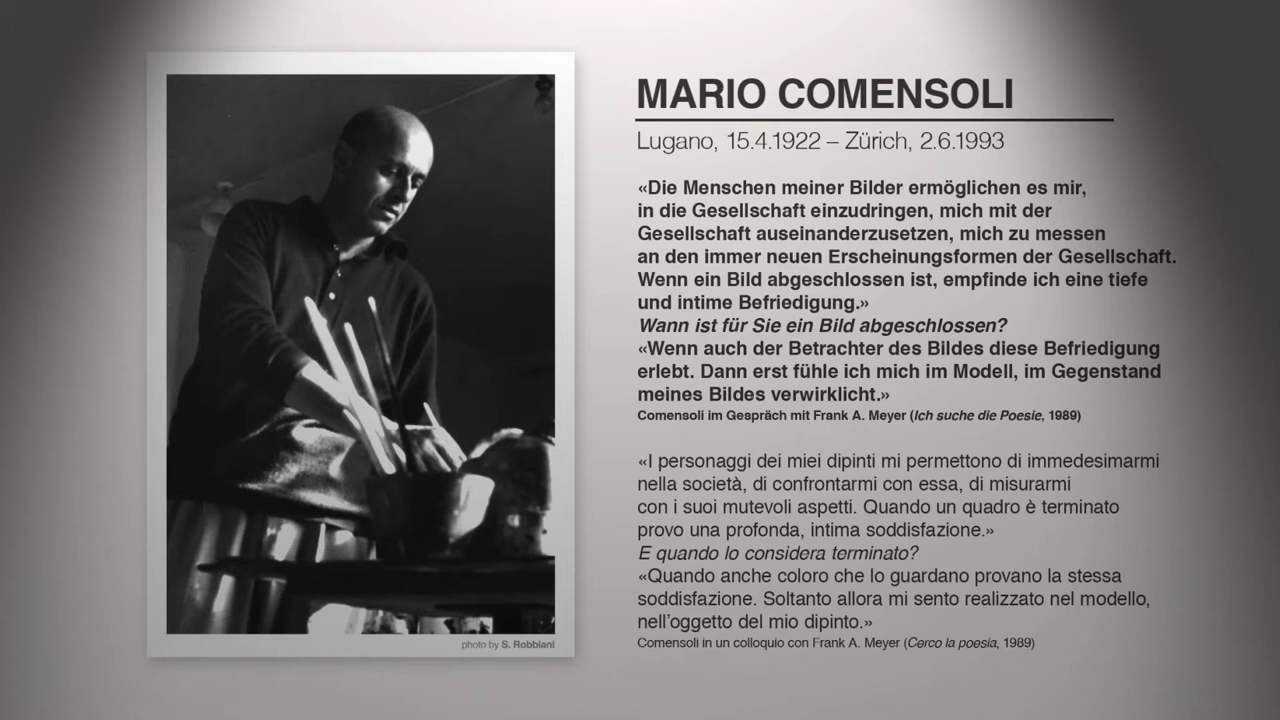 MARIO COMENSOLI
Lugano, 15.4.1922 – Zürich, 2.6.1993
«Die Menschen meiner Bilder ermöglichen es mir,
in die Gesellschaft einzudringen, mich mit der
Gesellschaft auseinanderzusetzen, mich zu messen
an den immer neuen Erscheinungsformen der Gesellschaft.
Wenn ein Bild abgeschlossen ist, empfinde ich eine tiefe
und intime Befriedigung.»
Wann ist für Sie ein Bild abgeschlossen?
«Wenn auch der Betrachter des Bildes diese Befriedigung
erlebt. Dann erst fühle ich mich im Modell, im Gegenstand
meines Bildes verwirklicht.»
Comensoli im Gespräch mit Frank A. Meyer (Ich suche die Poesie, 1989)
«I personaggi dei miei dipinti mi permettono di immedesimarmi
nella società, di confrontarmi con essa, di misurarmi
con i suoi mutevoli aspetti. Quando un quadro è terminato
provo una profonda, intima soddisfazione.»
E quando lo considera terminato?
«Quando anche coloro che lo guardano provano la stessa
soddisfazione. Soltanto allora mi sento realizzato nel modello,
nell'oggetto del mio dipinto.»
Comensoli in un colloquio con Frank A. Meyer (Cerco la poesia, 1989)
photo by S. Robbiani